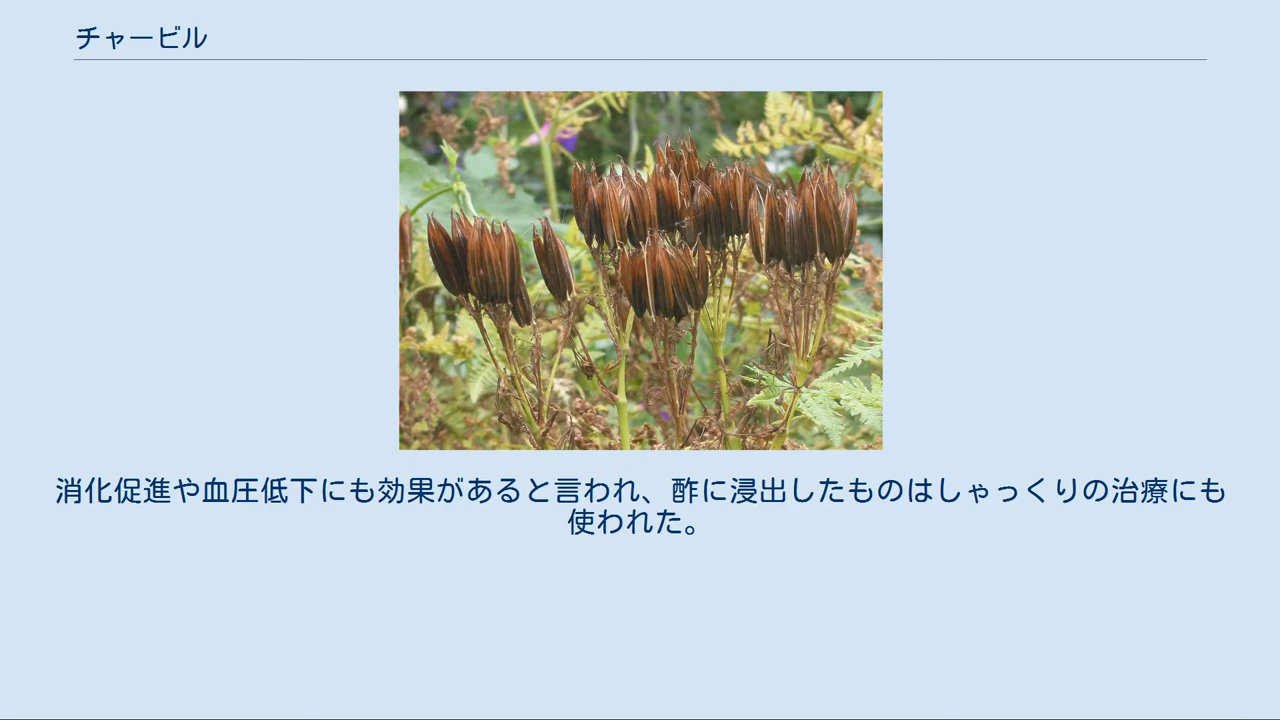 チャービル
消化促進や血圧低下にも効果があると言われ、酢に浸出したものはしゃっくりの治療にも
使われた。